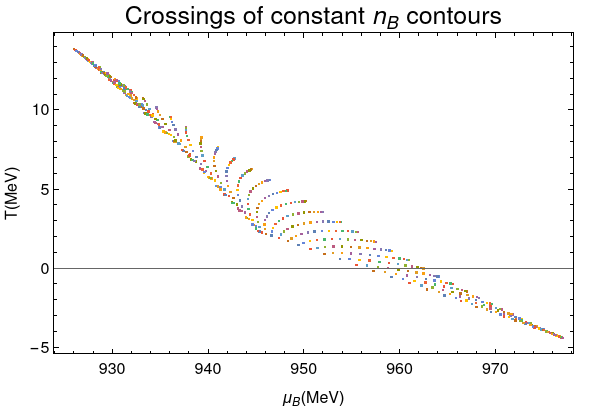 Crossings of constant n_B contours
10
5
0
−5
T(MeV)
930 940 950 960 970
μ_B(MeV)